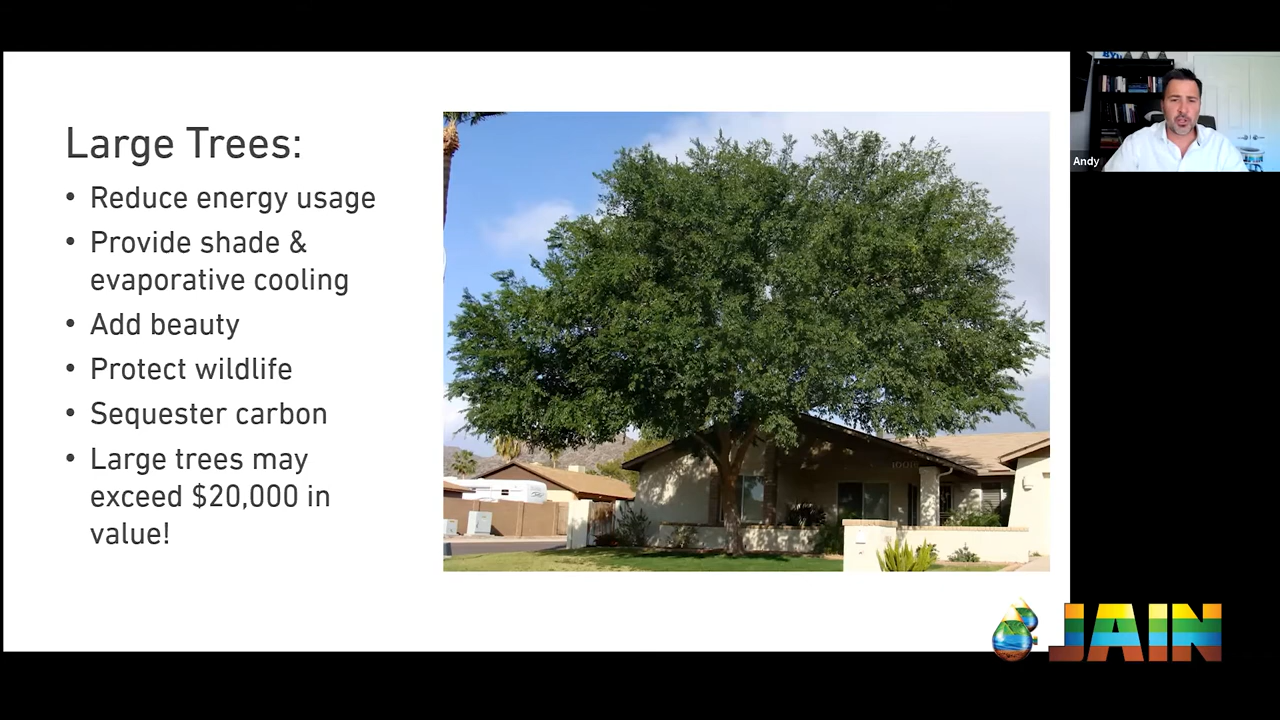 Large Trees:
• Reduce energy usage
• Provide shade &
evaporative cooling
• Add beauty
• Protect wildlife
• Sequester carbon
• Large trees may
exceed $20,000 in
value!
Andy
JAIN